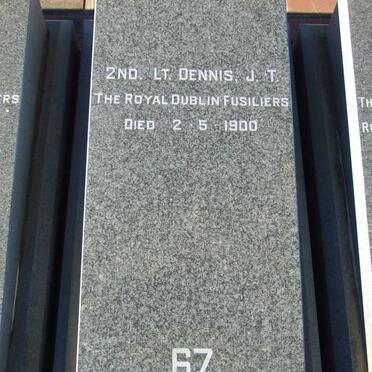 2ND. LT. DENNIS, J. T.
THE ROYAL DUBLIN FUSILIERS
DIED 2 · 5 - 1900
67